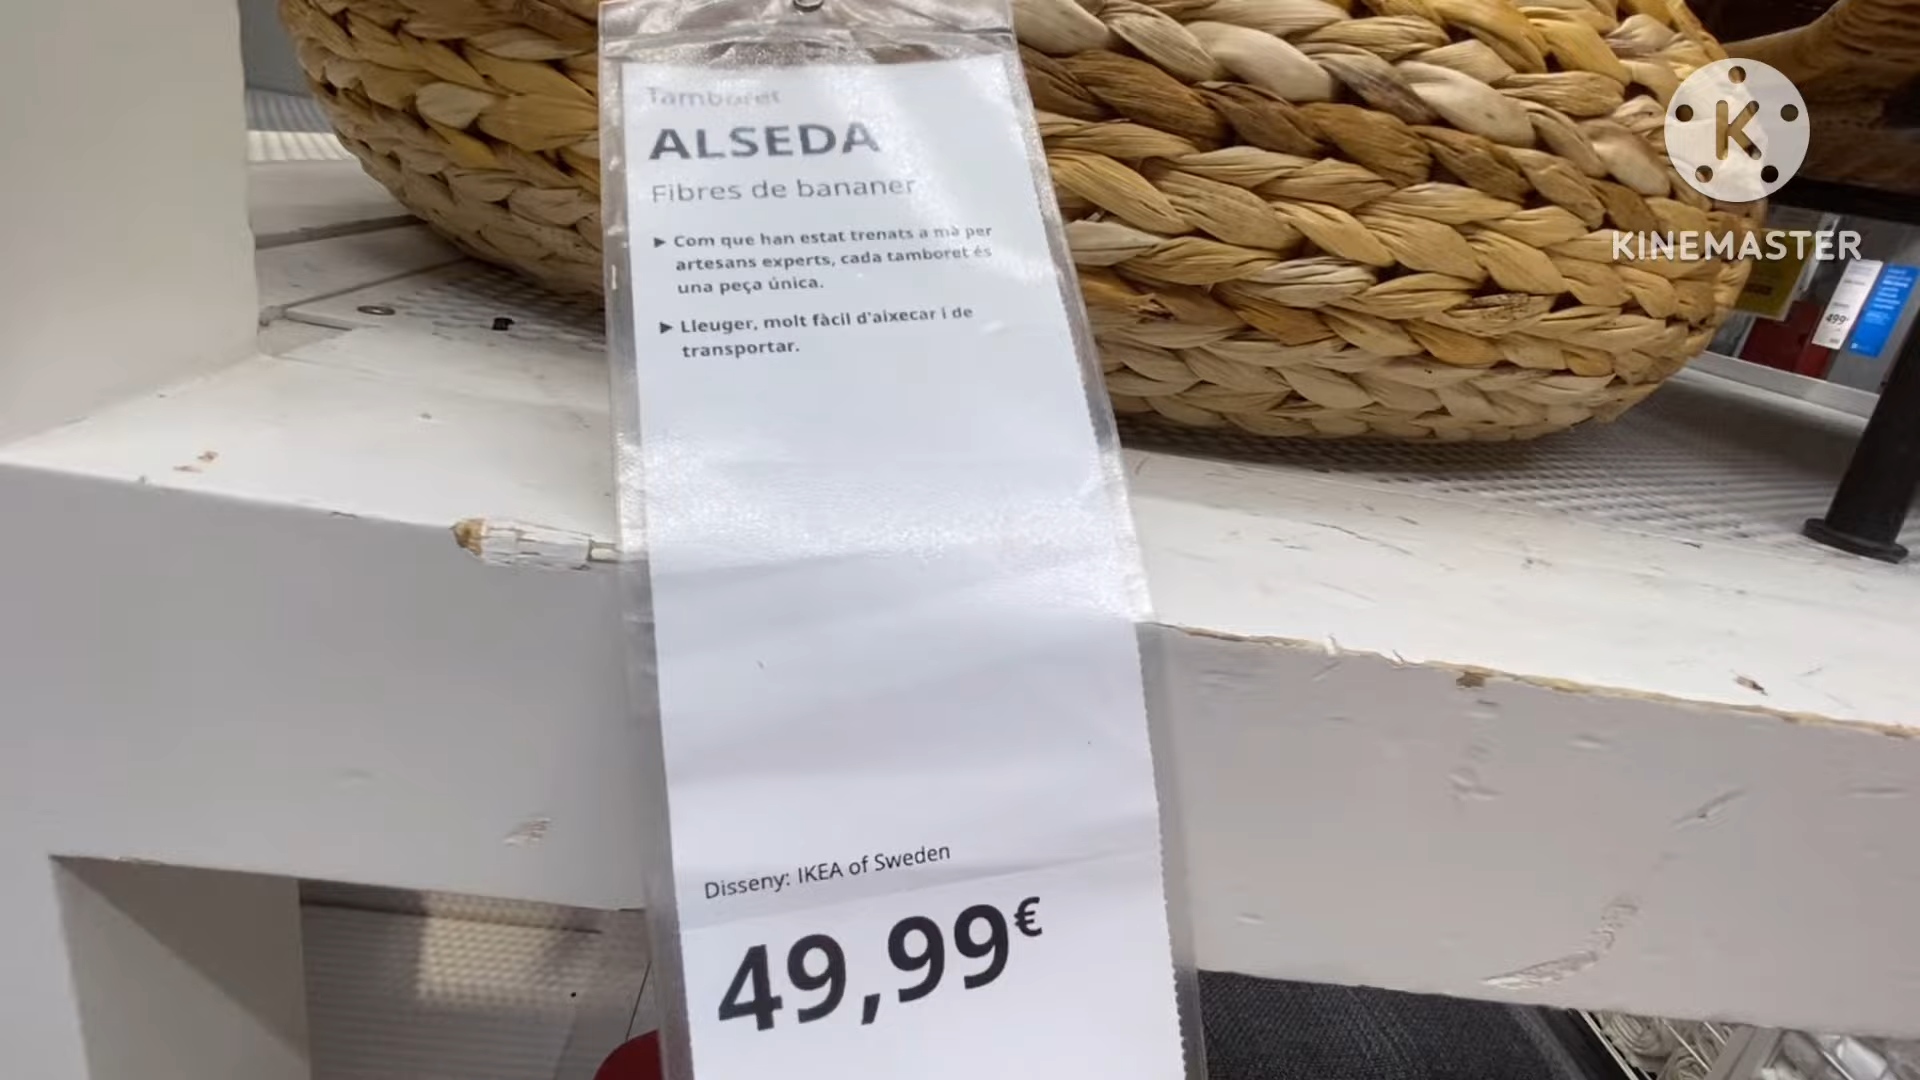 Tamboret
ALSEDA
Fibres de bananer
▶ Com que han estat trenats a mà per
artesans experts, cada tamboret és
una peça única.
▶ Lleuger, molt fàcil d'aixecar i de
transportar.
Disseny: IKEA of Sweden
49,99€
K
KINEMASTER
499